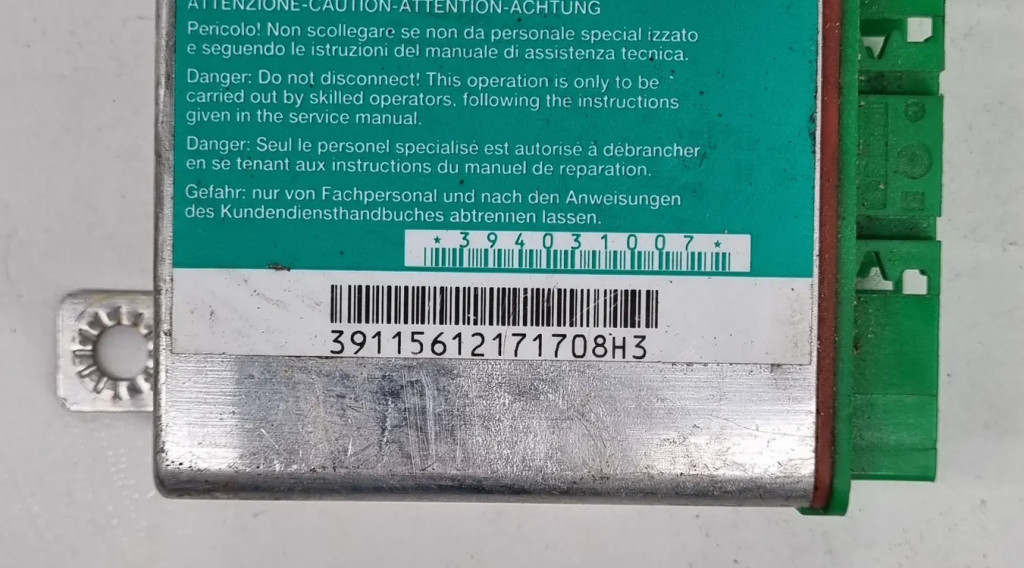 ATTENZIONE-CAUTION-ATTENTION-ACHTUNG
Pericolo! Non scollegare se non da personale special izzato
e seguendo le istruzioni del manuale di assistenza tecnica.
Danger: Do not disconnect! This operation is only to be
carried out by skilled operators, following the instructions
given in the service manual.
Danger: Seul le personel specialisé est autorisé à débrancher
en se tenant aux instructions du manuel de reparation.
Gefahr: nur von Fachpersonal und nach den Anweisungen
des Kundendiensthandbuches abtrennen lassen.
*394031007*
39115612171708H3